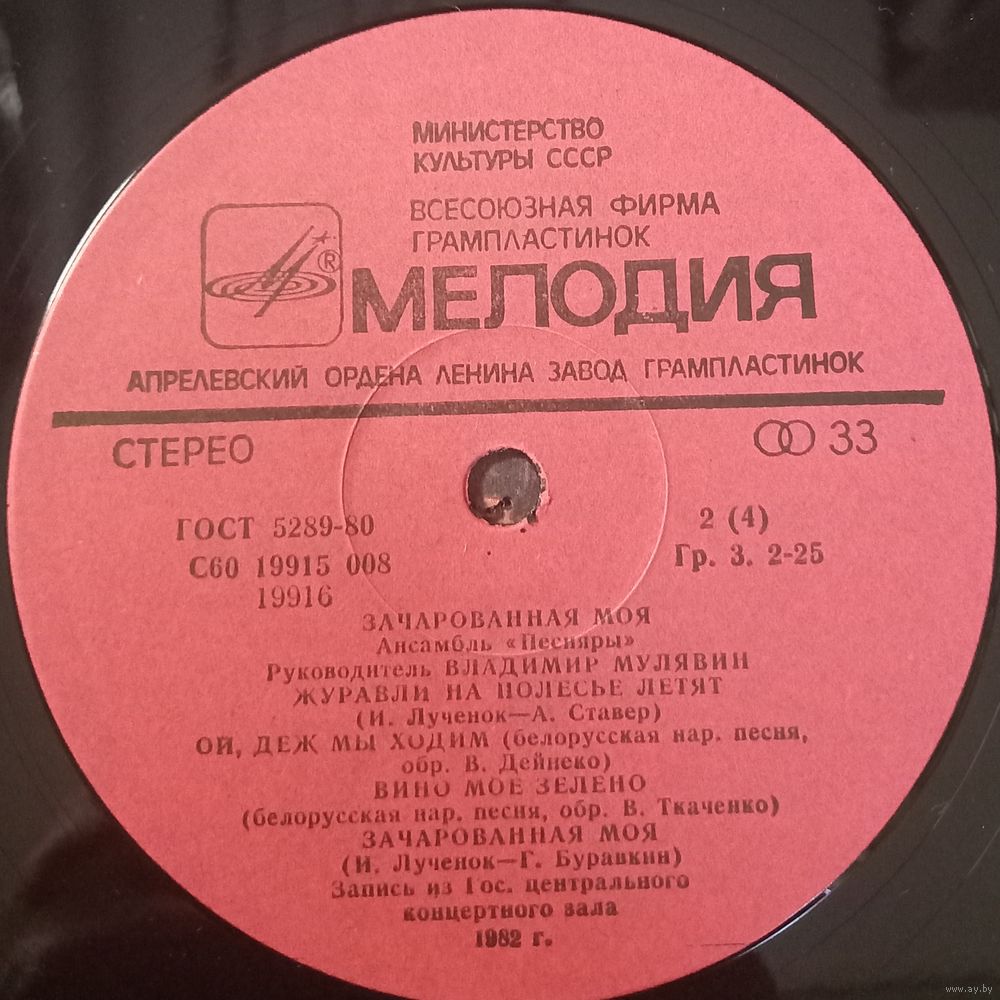 МИНИСТЕРСТВО
КУЛЬТУРЫ СССР
ВСЕСОЮЗНАЯ ФИРМА
ГРАМПЛАСТИНОК
®
МЕЛОДИЯ
АПРЕЛЕВСКИЙ ОРДЕНА ЛЕНИНА ЗАВОД ГРАМПЛАСТИНОК
СТЕРЕО
33
ГОСТ 5289-80
2 (4)
С60 19915 008
Гр. 3. 2-25
19916
ЗАЧАРОВАННАЯ МОЯ
Ансамбль «Песняры»
Руководитель ВЛАДИМИР МУЛЯВИН
ЖУРАВЛИ НА ПОЛЕСЬЕ ЛЕТЯТ
(И. Лученок—А. Ставер)
ОЙ, ДЕЖ МЫ ХОДИМ (белорусская нар. песня,
обр. В. Дейнеко)
ВИНО МОЕ ЗЕЛЕНО
(белорусская нар. песня, обр. В. Ткаченко)
ЗАЧАРОВАННАЯ МОЯ
(И. Лученок—Г. Буравкин)
Запись из Гос. центрального
концертного зала
1982 г.
www.ay.by